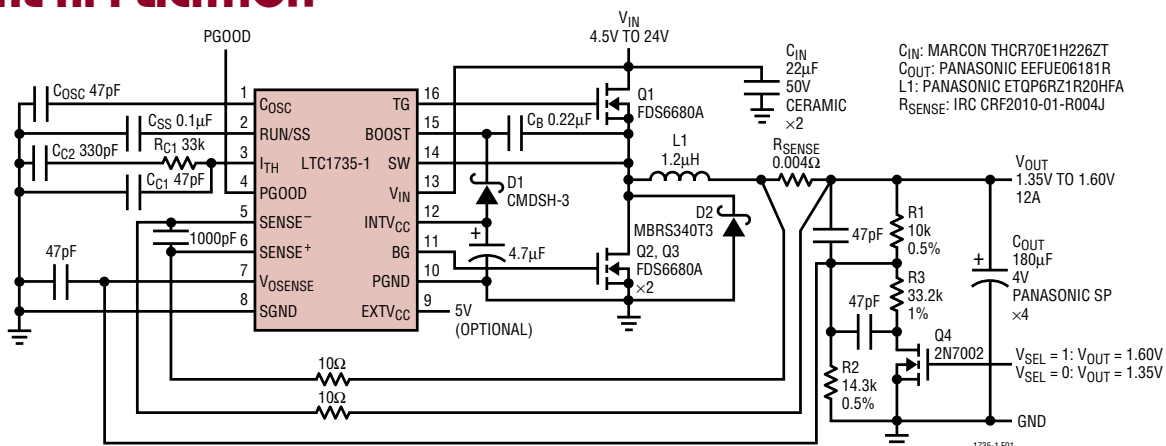 PGOOD
V_IN
4.5V TO 24V
C_IN
22μF
50V
CERAMIC
×2
C_IN: MARCON THCR70E1H226ZT
C_OUT: PANASONIC EEFUE06181R
L1: PANASONIC ETQP6RZ1R20HFA
R_SENSE: IRC CRF2010-01-R004J
C_OSC 47pF
C_SS 0.1μF
C_C2 330pF
R_C1 33k
C_C1 47pF
1000pF
47pF
1
2
3
4
5
6
7
8
C_OSC
RUN/SS
I_TH
PGOOD
SENSE–
SENSE+
V_OSENSE
SGND
LTC1735-1
TG
BOOST
SW
V_IN
INTV_CC
BG
PGND
EXTV_CC
16
15
14
13
12
11
10
9
C_B 0.22μF
D1
CMDSH-3
+
4.7μF
5V
(OPTIONAL)
Q1
FDS6680A
L1
1.2μH
R_SENSE
0.004Ω
D2
MBRS340T3
Q2, Q3
FDS6680A
×2
10Ω
10Ω
V_OUT
1.35V TO 1.60V
12A
47pF
R1
10k
0.5%
R3
33.2k
1%
47pF
R2
14.3k
0.5%
Q4
2N7002
+
C_OUT
180μF
4V
PANASONIC SP
×4
V_SEL = 1: V_OUT = 1.60V
V_SEL = 0: V_OUT = 1.35V
GND